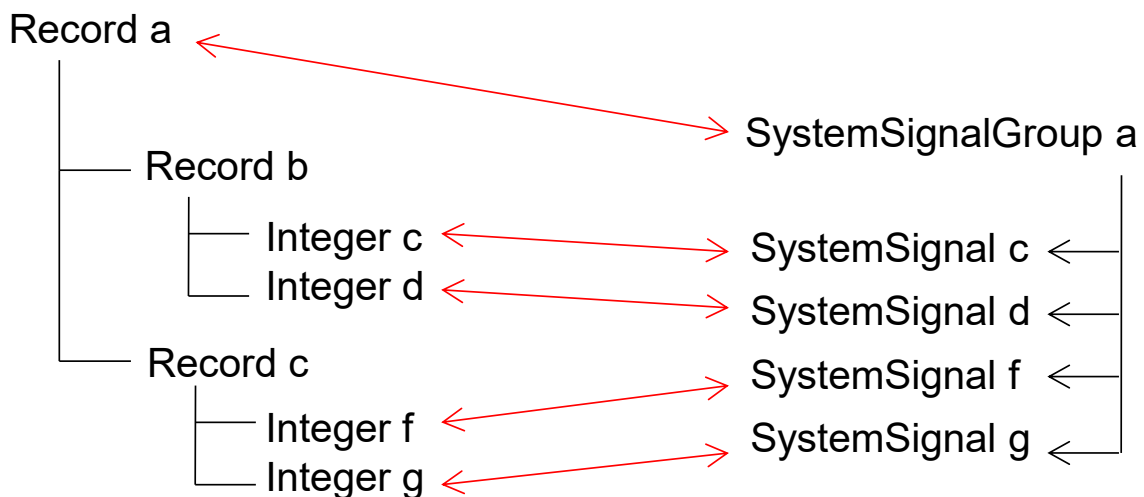 Record a
SystemSignalGroup a
Record b
Integer c
SystemSignal c
Integer d
SystemSignal d
Record c
SystemSignal f
Integer f
SystemSignal g
Integer g